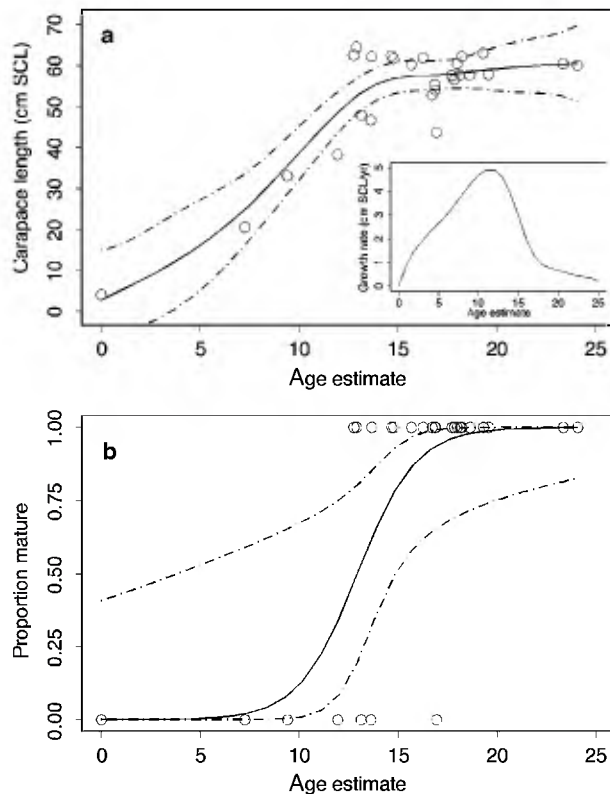 a
Carapace length (cm SCL)
70
60
50
40
30
20
10
0
Growth rate (cm SCL/yr)
5
4
3
2
1
0
0 5 10 15 20 25
Age estimate
0 5 10 15 20 25
Age estimate
b
Proportion mature
1.00
0.75
0.50
0.25
0.00
0 5 10 15 20 25
Age estimate